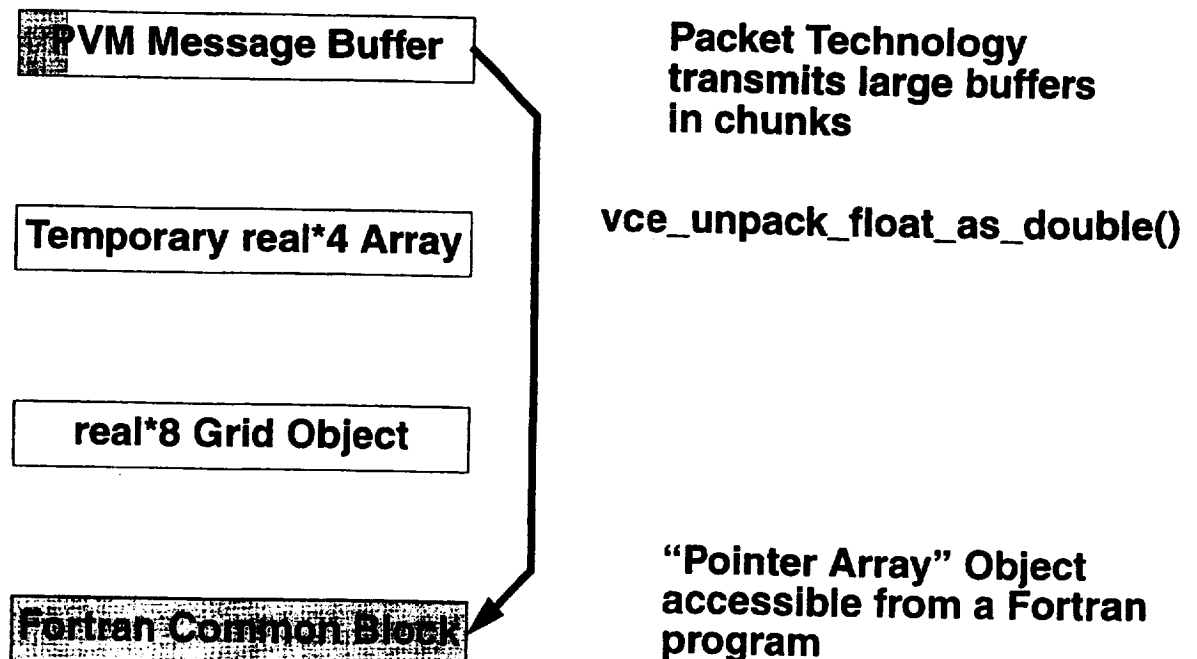 PVM Message Buffer
Packet Technology
transmits large buffers
in chunks
Temporary real*4 Array
vce_unpack_float_as_double()
real*8 Grid Object
"Pointer Array" Object
accessible from a Fortran
program
Fortran Common Block